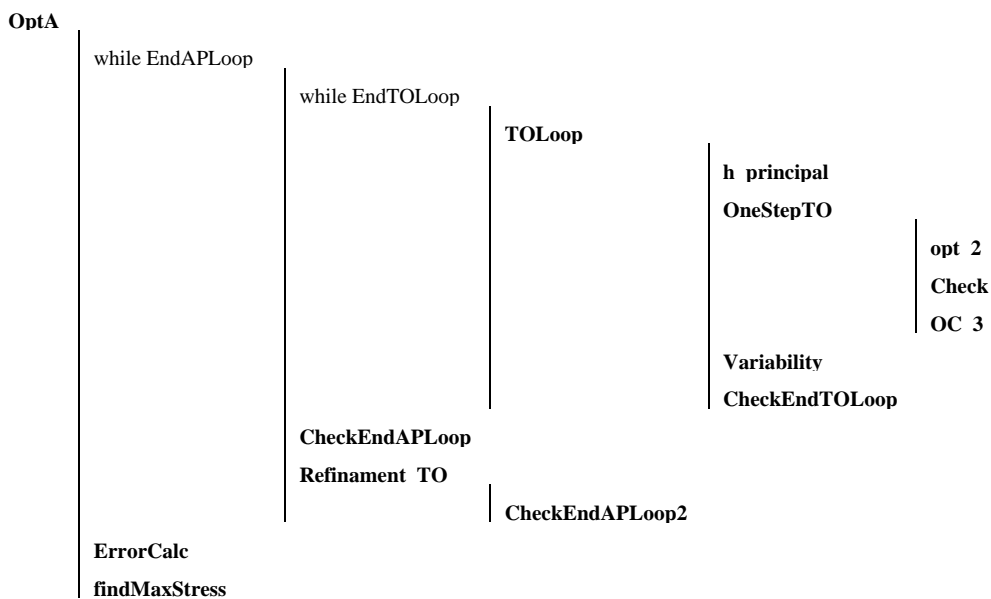 OptA
while EndAPLoop
while EndTOLoop
TOLoop
h principal
OneStepTO
opt 2
Check
OC 3
Variability
CheckEndTOLoop
CheckEndAPLoop
Refinament TO
CheckEndAPLoop2
ErrorCalc
findMaxStress